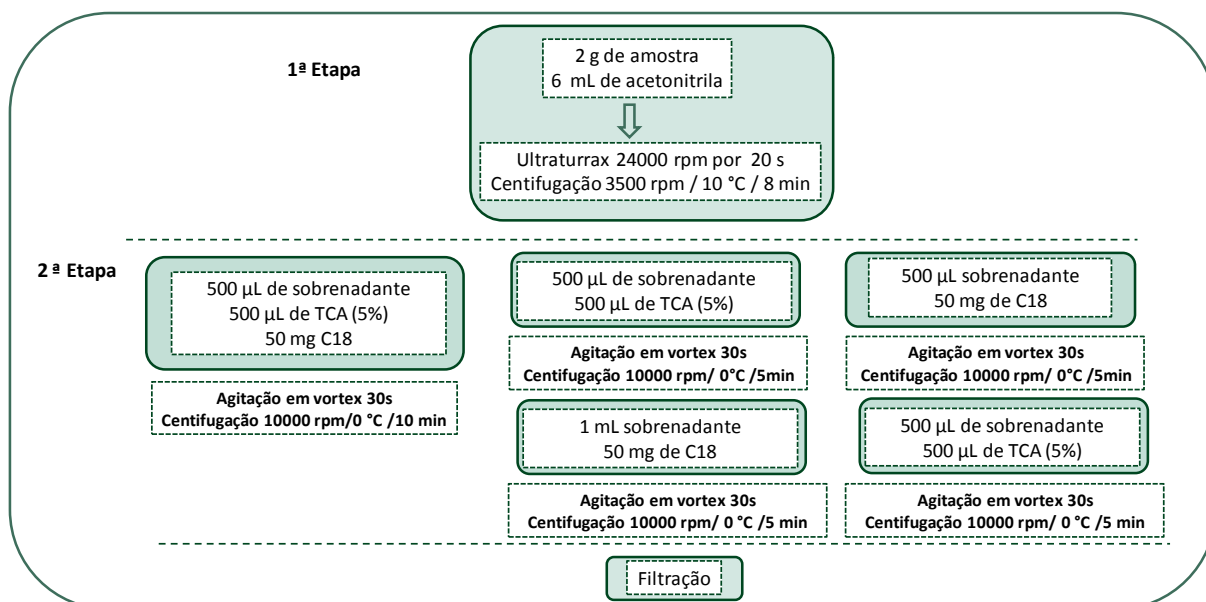 1ª Etapa
2 g de amostra
6 mL de acetonitrila
Ultraturrax 24000 rpm por 20 s
Centifugação 3500 rpm / 10 °C / 8 min
2 ª Etapa
500 µL de sobrenadante
500 µL de TCA (5%)
50 mg C18
Agitação em vortex 30s
Centifugação 10000 rpm/0 °C /10 min
500 µL de sobrenadante
500 µL de TCA (5%)
Agitação em vortex 30s
Centifugação 10000 rpm/ 0°C /5min
1 mL sobrenadante
50 mg de C18
Agitação em vortex 30s
Centifugação 10000 rpm/ 0 °C /5 min
500 µL sobrenadante
50 mg de C18
Agitação em vortex 30s
Centifugação 10000 rpm/ 0°C /5min
500 µL de sobrenadante
500 µL de TCA (5%)
Agitação em vortex 30s
Centifugação 10000 rpm/ 0 °C /5 min
Filtração